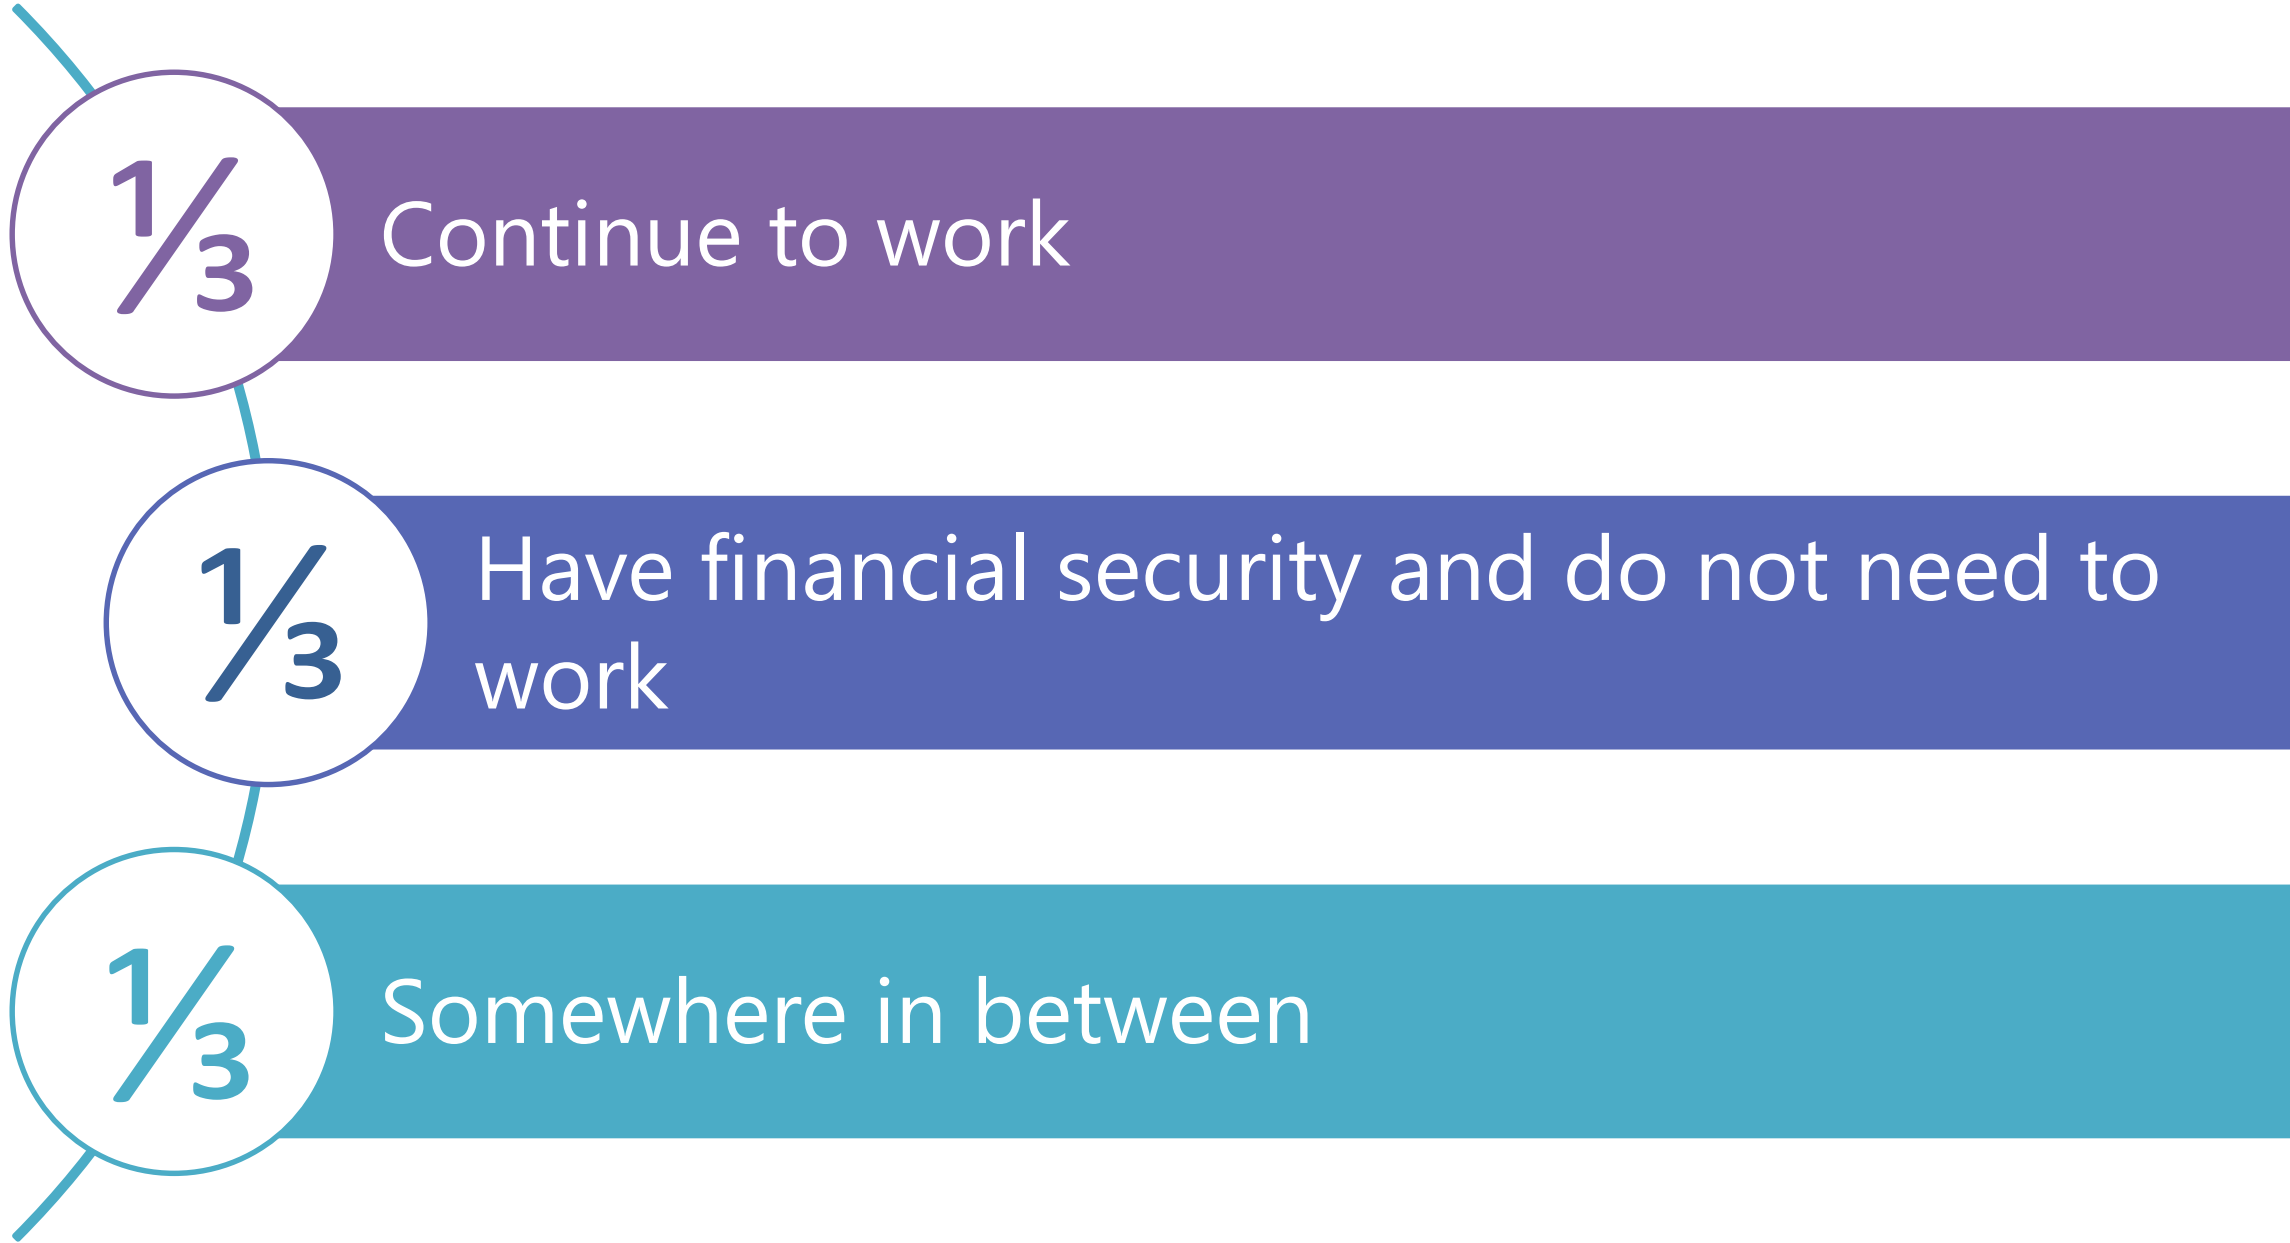 ⅓
Continue to work
⅓
Have financial security and do not need to
work
⅓
Somewhere in between